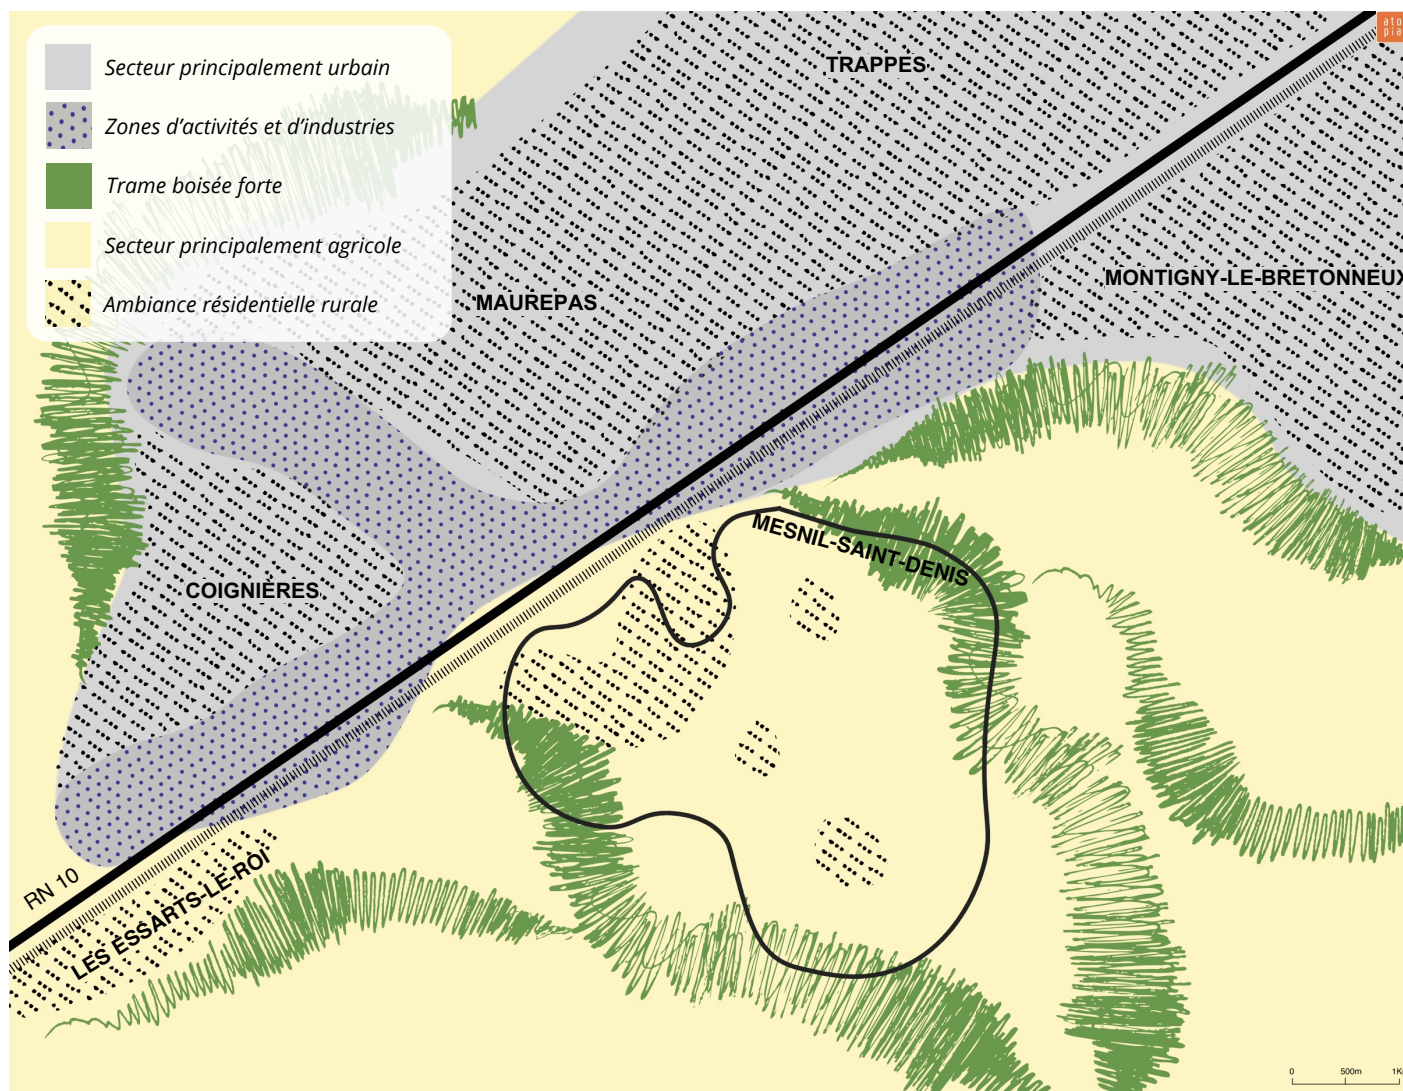 Secteur principalement urbain
Zones d'activités et d'industries
Trame boisée forte
Secteur principalement agricole
Ambiance résidentielle rurale
TRAPPES
MONTIGNY-LE-BRETONNEUX
MAUREPAS
MESNIL-SAINT-DENIS
COIGNIÈRES
RN 10
LES ESSARTS-LE-ROI
0 500m